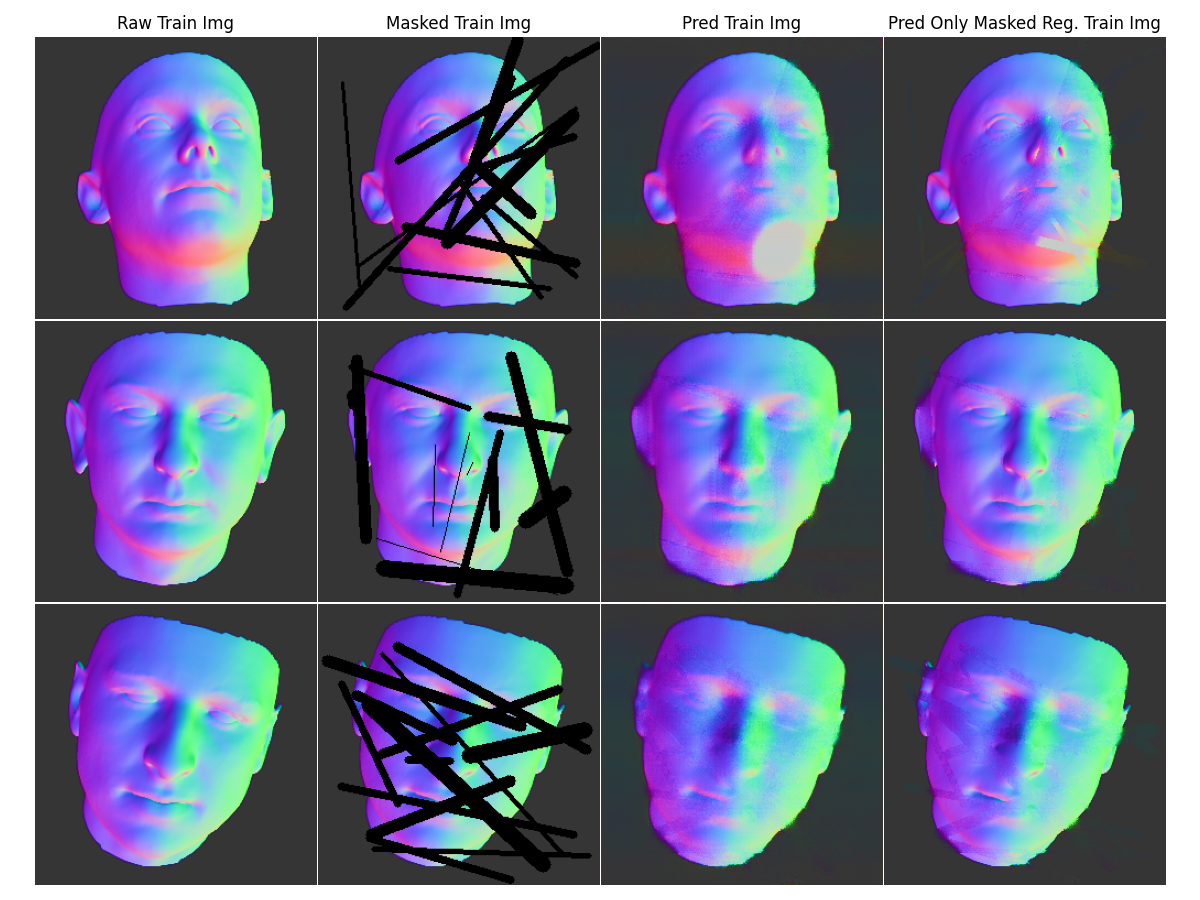 Raw Train Img
Masked Train Img
Pred Train Img
Pred Only Masked Reg. Train Img